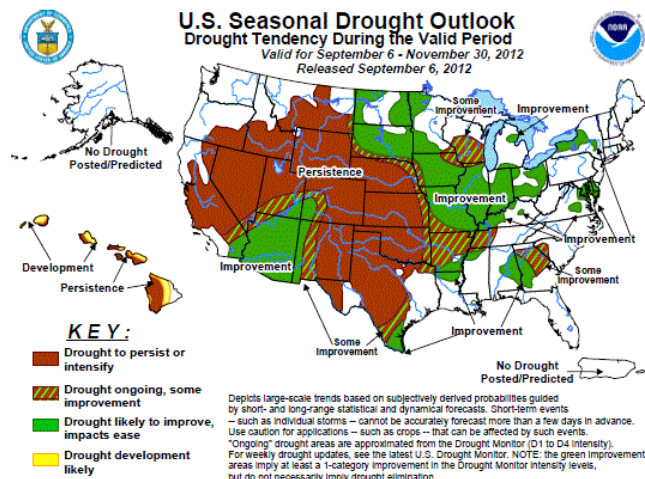 U.S. Seasonal Drought Outlook
Drought Tendency During the Valid Period
Valid for September 6 - November 30, 2012
Released September 6, 2012
NOAA
Some
Improvement
Improvement
No Drought
Posted/Predicted
Persistence
Improvement
Improvement
Development
Improvement
Some
Improvement
Persistence
Some
Improvement
Improvement
KEY:
Drought to persist or
intensify
Drought ongoing, some
improvement
Drought likely to improve,
impacts ease
Drought development
likely
No Drought
Posted/Predicted
Depicts large-scale trends based on subjectively derived probabilities guided
by short- and long-range statistical and dynamical forecasts. Short-term events
-- such as individual storms -- cannot be accurately forecast more than a few days in advance.
Use caution for applications -- such as crops -- that can be affected by such events.
"Ongoing" drought areas are approximated from the Drought Monitor (D1 to D4 intensity).
For weekly drought updates, see the latest U.S. Drought Monitor. NOTE: the green improvement
areas imply at least a 1-category improvement in the Drought Monitor intensity levels,
but do not necessarily imply drought elimination.